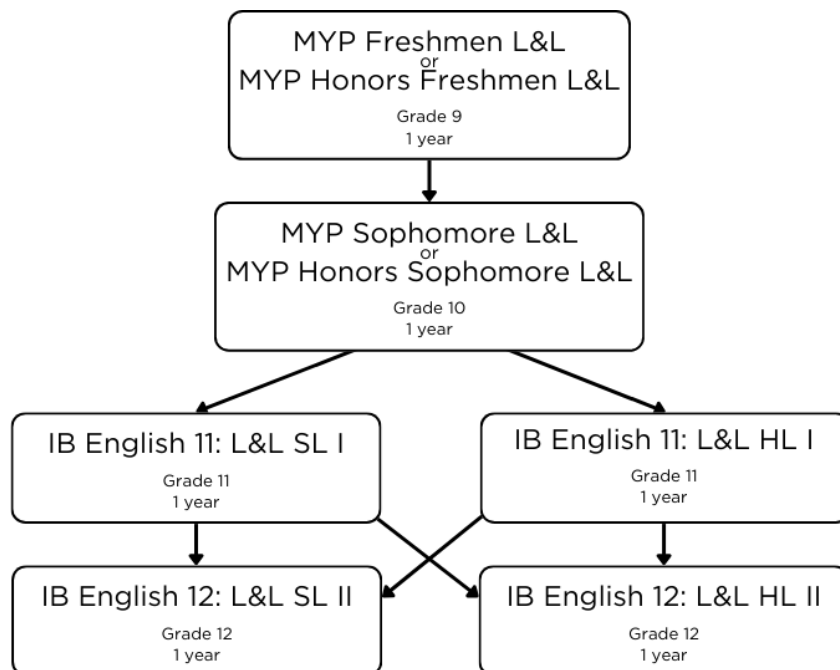 MYP Freshmen L&L
or
MYP Honors Freshmen L&L
Grade 9
1 year
MYP Sophomore L&L
or
MYP Honors Sophomore L&L
Grade 10
1 year
IB English 11: L&L SL I
Grade 11
1 year
IB English 11: L&L HL I
Grade 11
1 year
IB English 12: L&L SL II
Grade 12
1 year
IB English 12: L&L HL II
Grade 12
1 year